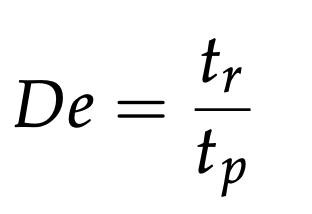 De = t_r / t_p